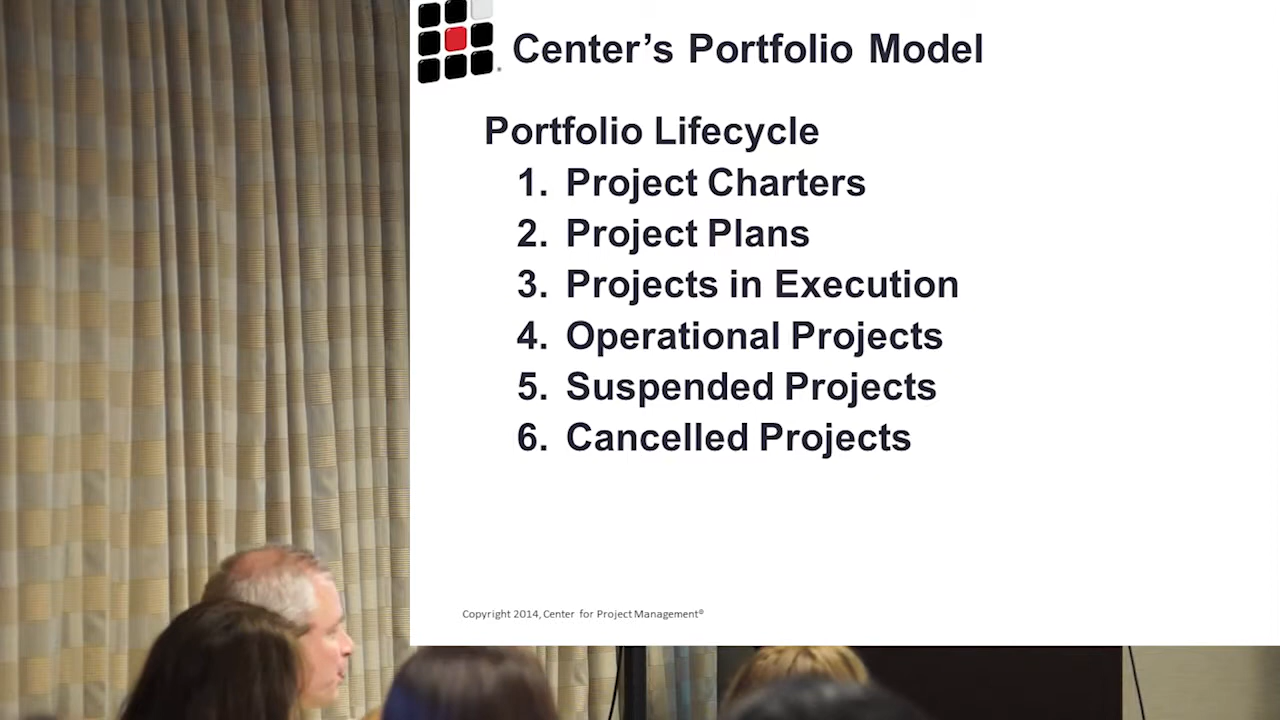 Center’s Portfolio Model
Portfolio Lifecycle
1. Project Charters
2. Project Plans
3. Projects in Execution
4. Operational Projects
5. Suspended Projects
6. Cancelled Projects
Copyright 2014, Center for Project Management®